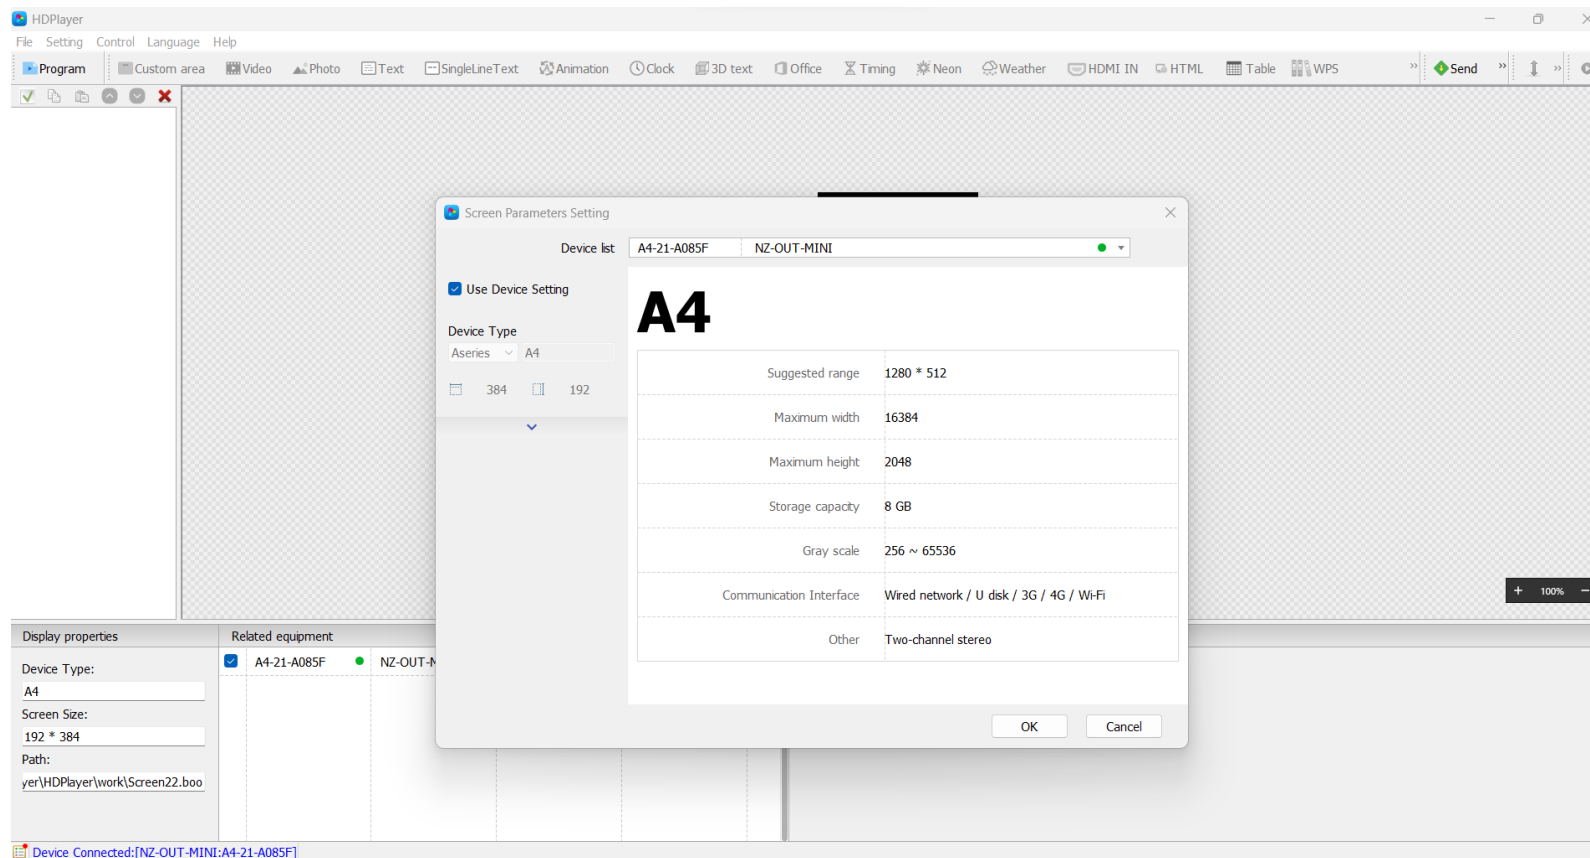 HDPlayer
File Setting Control Language Help
Program Custom area Video Photo Text SingleLineText Animation Clock 3D text Office Timing Neon Weather HDMI IN HTML Table WPS Send
Screen Parameters Setting
Device list A4-21-A085F NZ-OUT-MINI
Use Device Setting
Device Type
Aseries A4
384 192
A4
Suggested range 1280 * 512
Maximum width 16384
Maximum height 2048
Storage capacity 8 GB
Gray scale 256 ~ 65536
Communication Interface Wired network / U disk / 3G / 4G / Wi-Fi
Other Two-channel stereo
OK Cancel
+ 100% −
Display properties
Device Type:
A4
Screen Size:
192 * 384
Path:
yer\HDPlayer\work\Screen22.boo
Related equipment
A4-21-A085F NZ-OUT-M
Device Connected:[NZ-OUT-MINI:A4-21-A085F]